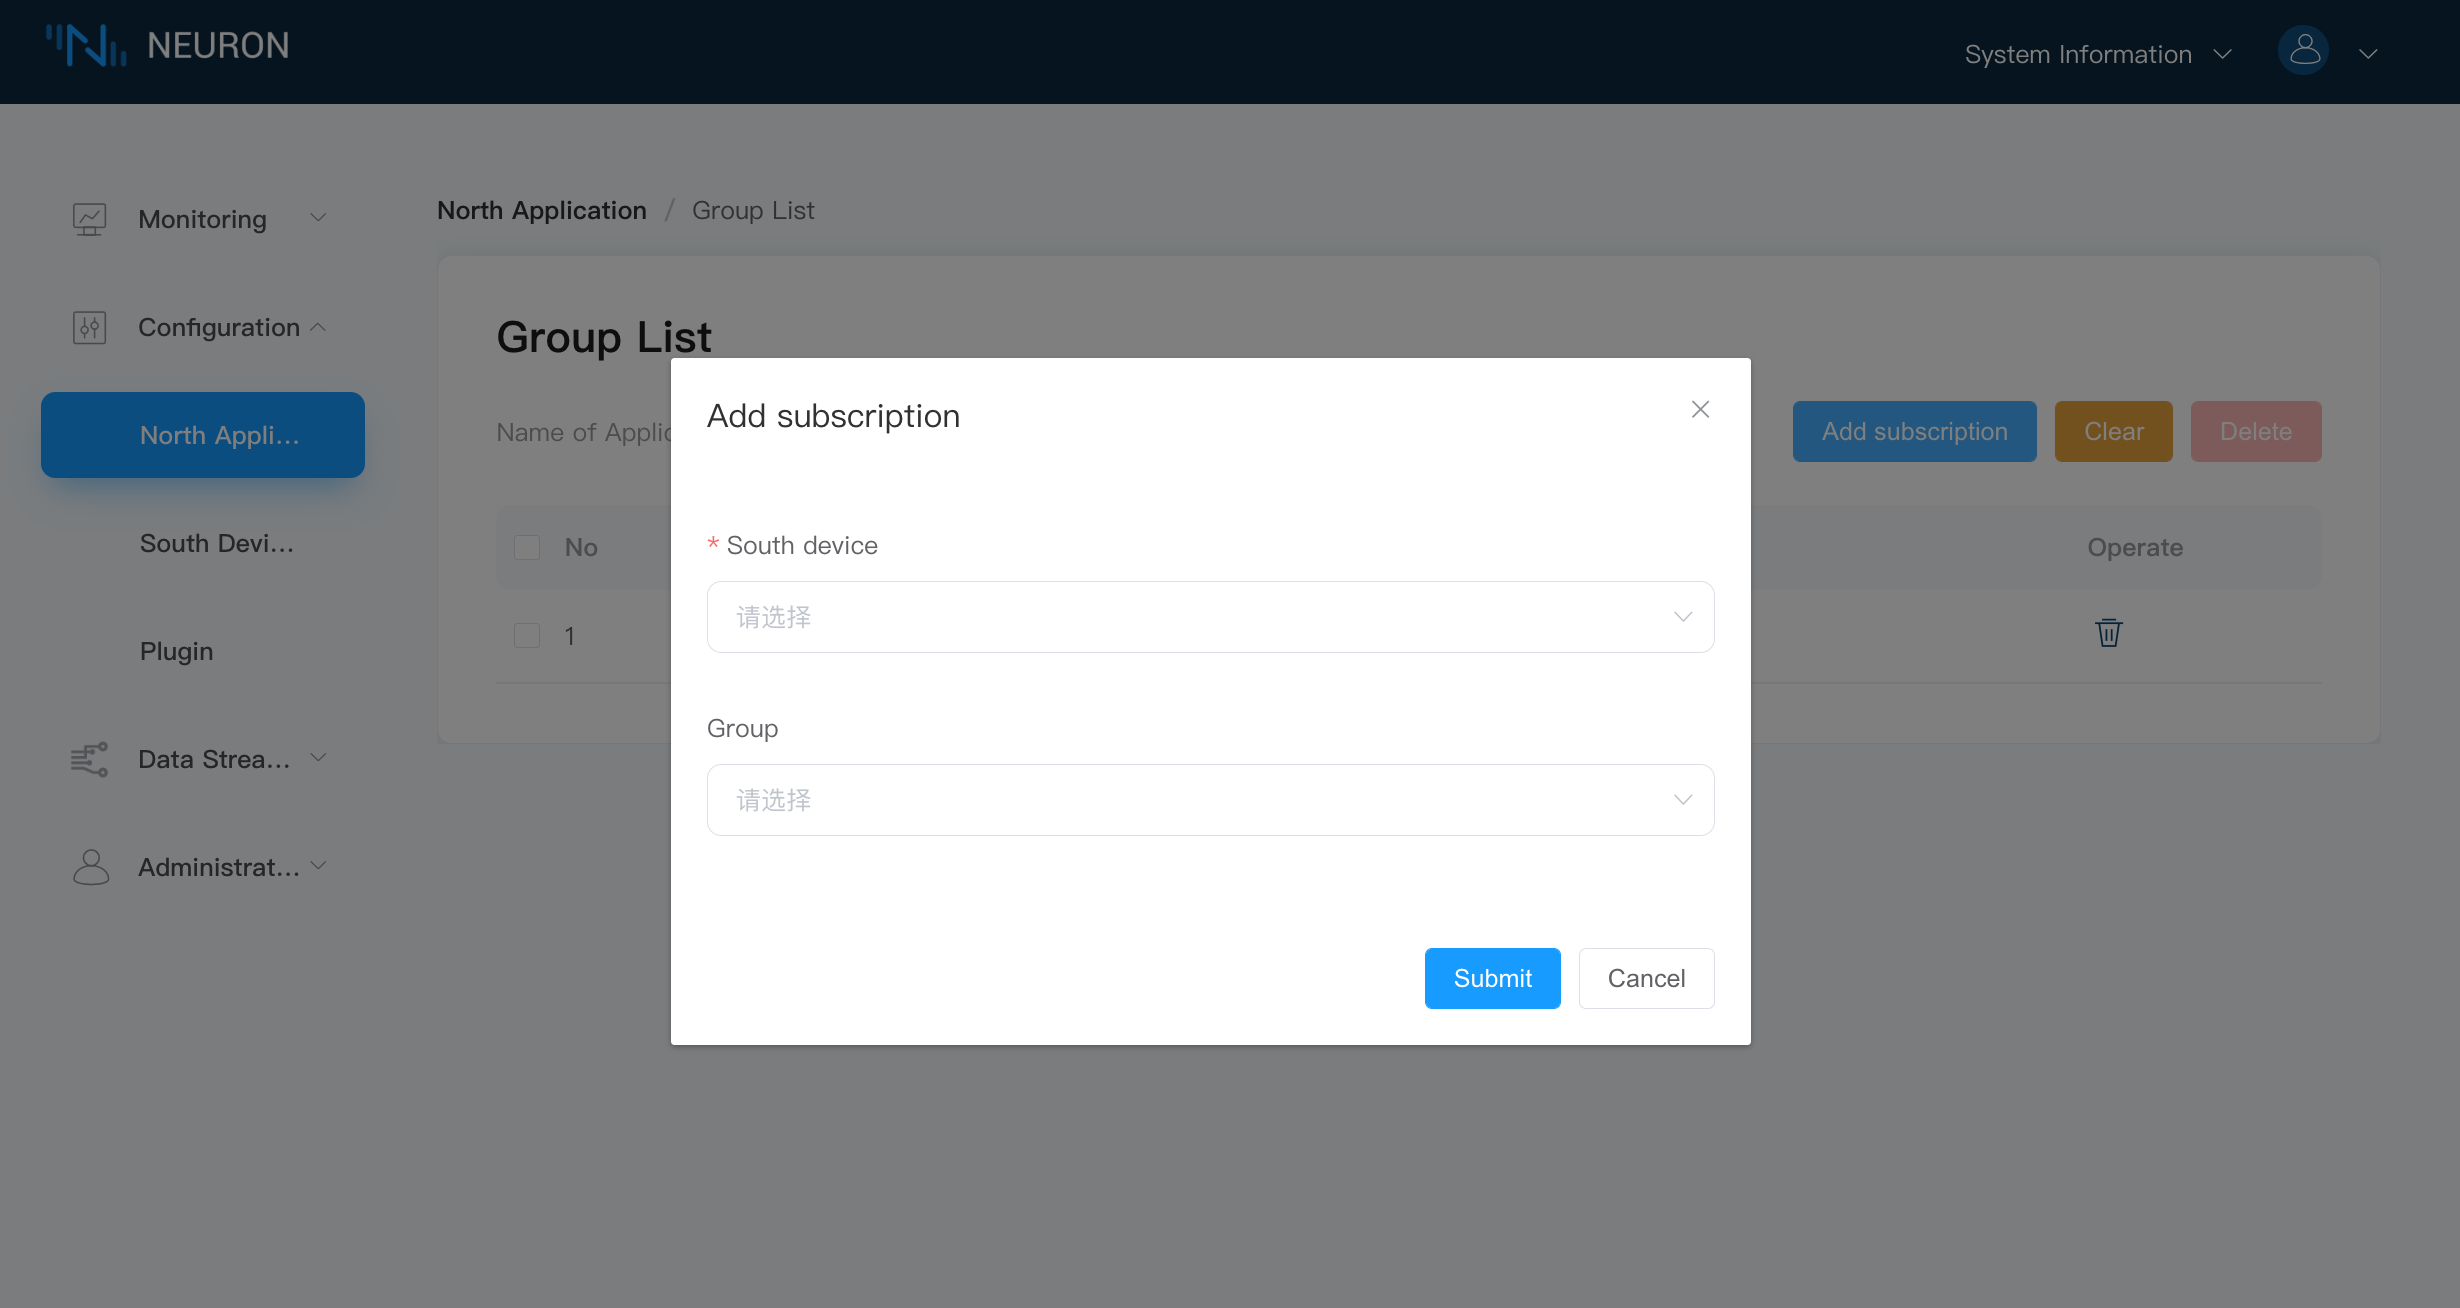 NEURON
System Information
Monitoring
Configuration
North Appli...
South Devi...
Plugin
Data Strea...
Administrat...
North Application / Group List
Group List
Name of Applic
Add subscription
Clear
Delete
No
Operate
1
Add subscription
* South device
请选择
Group
请选择
Submit
Cancel